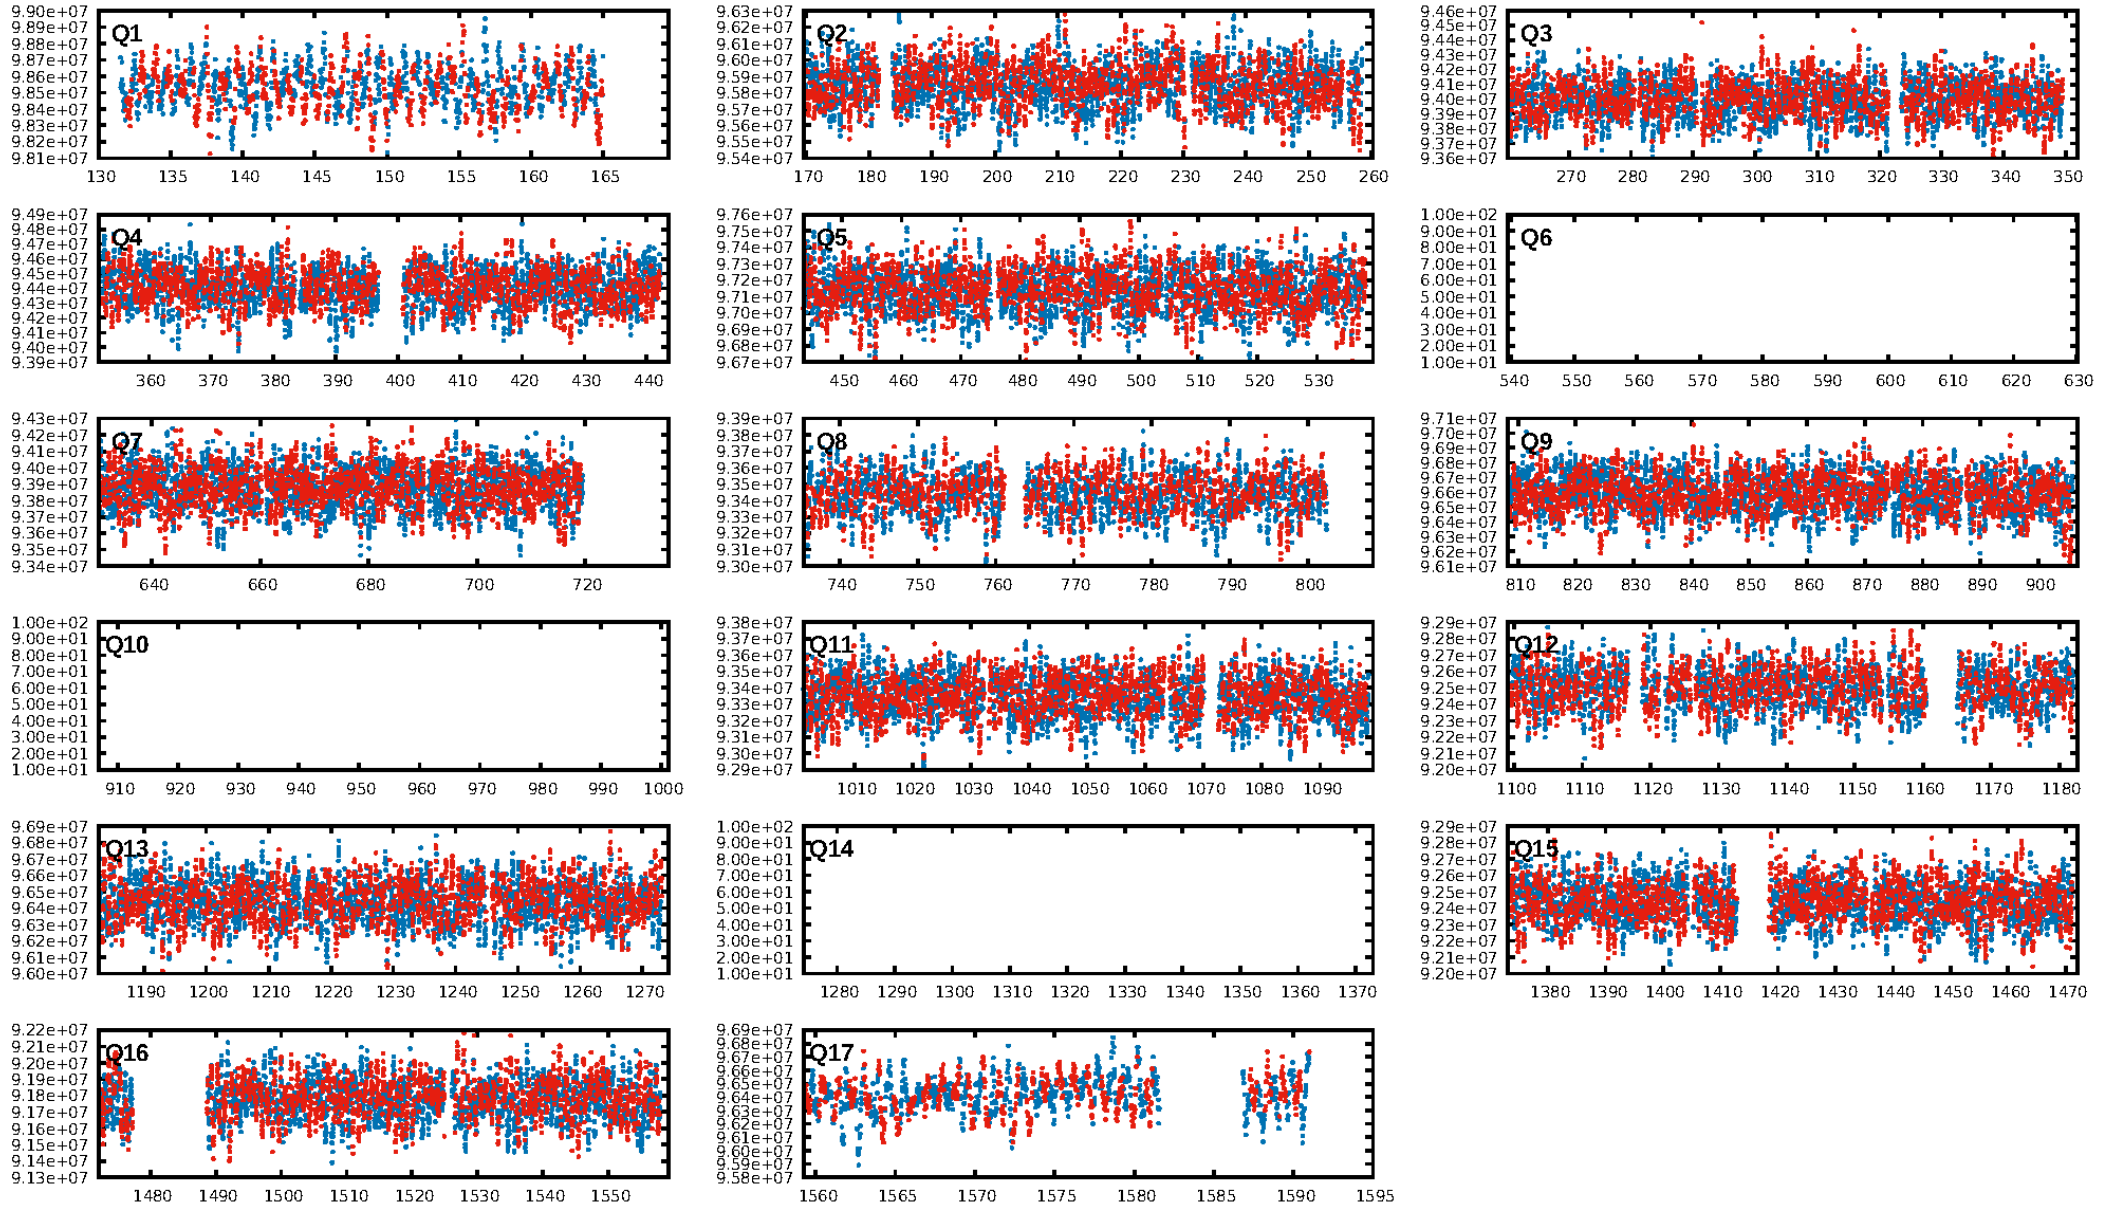 9.90e+07
9.89e+07
9.88e+07
9.87e+07
9.86e+07
9.85e+07
9.84e+07
9.83e+07
9.82e+07
9.81e+07
Q1
130 135 140 145 150 155 160 165
9.63e+07
9.62e+07
9.61e+07
9.60e+07
9.59e+07
9.58e+07
9.57e+07
9.56e+07
9.55e+07
9.54e+07
Q2
170 180 190 200 210 220 230 240 250 260
9.46e+07
9.45e+07
9.44e+07
9.43e+07
9.42e+07
9.41e+07
9.40e+07
9.39e+07
9.38e+07
9.37e+07
9.36e+07
Q3
270 280 290 300 310 320 330 340 350
9.49e+07
9.48e+07
9.47e+07
9.46e+07
9.45e+07
9.44e+07
9.43e+07
9.42e+07
9.41e+07
9.40e+07
9.39e+07
Q4
360 370 380 390 400 410 420 430 440
9.76e+07
9.75e+07
9.74e+07
9.73e+07
9.72e+07
9.71e+07
9.70e+07
9.69e+07
9.68e+07
9.67e+07
Q5
450 460 470 480 490 500 510 520 530
1.00e+02
9.00e+01
8.00e+01
7.00e+01
6.00e+01
5.00e+01
4.00e+01
3.00e+01
2.00e+01
1.00e+01
Q6
540 550 560 570 580 590 600 610 620 630
9.43e+07
9.42e+07
9.41e+07
9.40e+07
9.39e+07
9.38e+07
9.37e+07
9.36e+07
9.35e+07
9.34e+07
Q7
640 660 680 700 720
9.39e+07
9.38e+07
9.37e+07
9.36e+07
9.35e+07
9.34e+07
9.33e+07
9.32e+07
9.31e+07
9.30e+07
Q8
740 750 760 770 780 790 800
9.71e+07
9.70e+07
9.69e+07
9.68e+07
9.67e+07
9.66e+07
9.65e+07
9.64e+07
9.63e+07
9.62e+07
9.61e+07
Q9
810 820 830 840 850 860 870 880 890 900
1.00e+02
9.00e+01
8.00e+01
7.00e+01
6.00e+01
5.00e+01
4.00e+01
3.00e+01
2.00e+01
1.00e+01
Q10
910 920 930 940 950 960 970 980 990 1000
9.38e+07
9.37e+07
9.36e+07
9.35e+07
9.34e+07
9.33e+07
9.32e+07
9.31e+07
9.30e+07
9.29e+07
Q11
1010 1020 1030 1040 1050 1060 1070 1080 1090
9.29e+07
9.28e+07
9.27e+07
9.26e+07
9.25e+07
9.24e+07
9.23e+07
9.22e+07
9.21e+07
9.20e+07
Q12
1100 1110 1120 1130 1140 1150 1160 1170 1180
9.69e+07
9.68e+07
9.67e+07
9.66e+07
9.65e+07
9.64e+07
9.63e+07
9.62e+07
9.61e+07
9.60e+07
Q13
1190 1200 1210 1220 1230 1240 1250 1260 1270
1.00e+02
9.00e+01
8.00e+01
7.00e+01
6.00e+01
5.00e+01
4.00e+01
3.00e+01
2.00e+01
1.00e+01
Q14
1280 1290 1300 1310 1320 1330 1340 1350 1360 1370
9.29e+07
9.28e+07
9.27e+07
9.26e+07
9.25e+07
9.24e+07
9.23e+07
9.22e+07
9.21e+07
9.20e+07
Q15
1380 1390 1400 1410 1420 1430 1440 1450 1460 1470
9.22e+07
9.21e+07
9.20e+07
9.19e+07
9.18e+07
9.17e+07
9.16e+07
9.15e+07
9.14e+07
9.13e+07
Q16
1480 1490 1500 1510 1520 1530 1540 1550
9.69e+07
9.68e+07
9.67e+07
9.66e+07
9.65e+07
9.64e+07
9.63e+07
9.62e+07
9.61e+07
9.60e+07
9.59e+07
9.58e+07
Q17
1560 1565 1570 1575 1580 1585 1590 1595